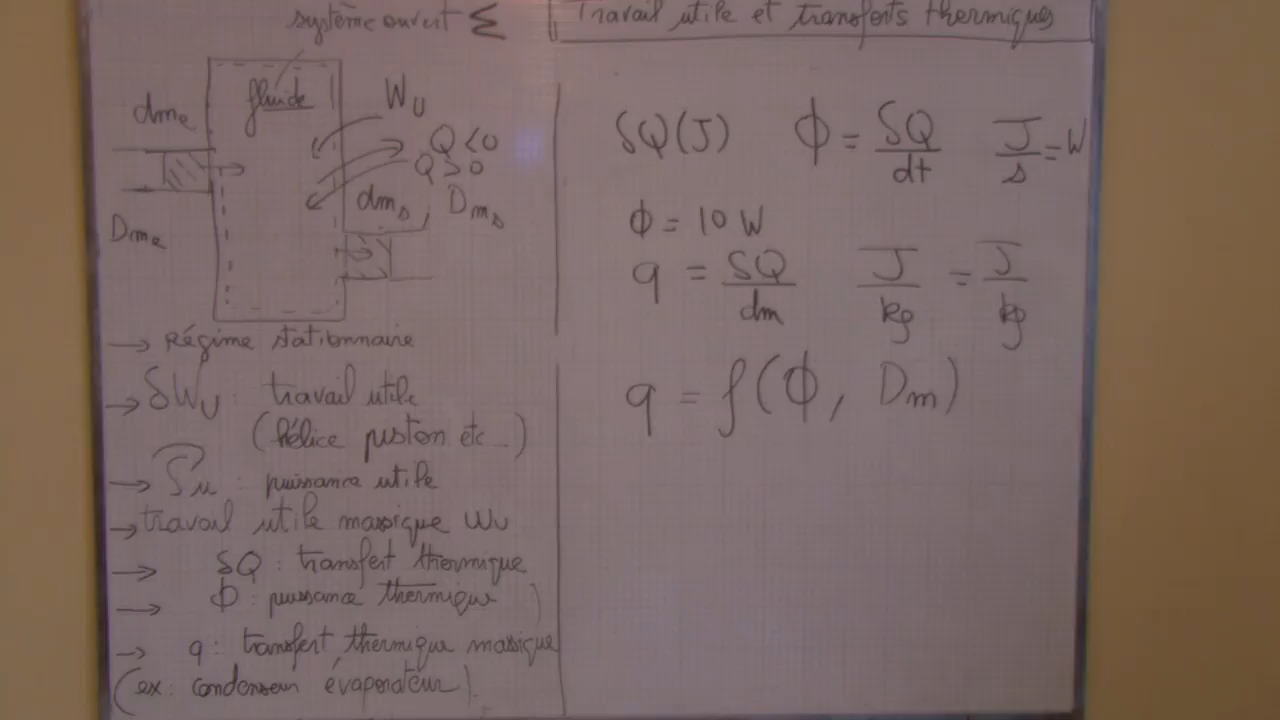 système ouvert Σ
Travail utile et transferts thermiques
fluide
dme
Dme
WU
Q<0
Q>0
dms, Dms
→ Régime stationnaire
→ δWU : travail utile
(hélice piston etc...)
→ Pu : puissance utile
→ travail utile massique wu
→ δQ : transfert thermique
→ Φ : puissance thermique
→ q : transfert thermique massique
(ex : condenseur évaporateur).
δQ(J) Φ = δQ/dt J/s = W
Φ = 10 W
q = δQ/dm J/kg = J/kg
q = f(Φ, Dm)